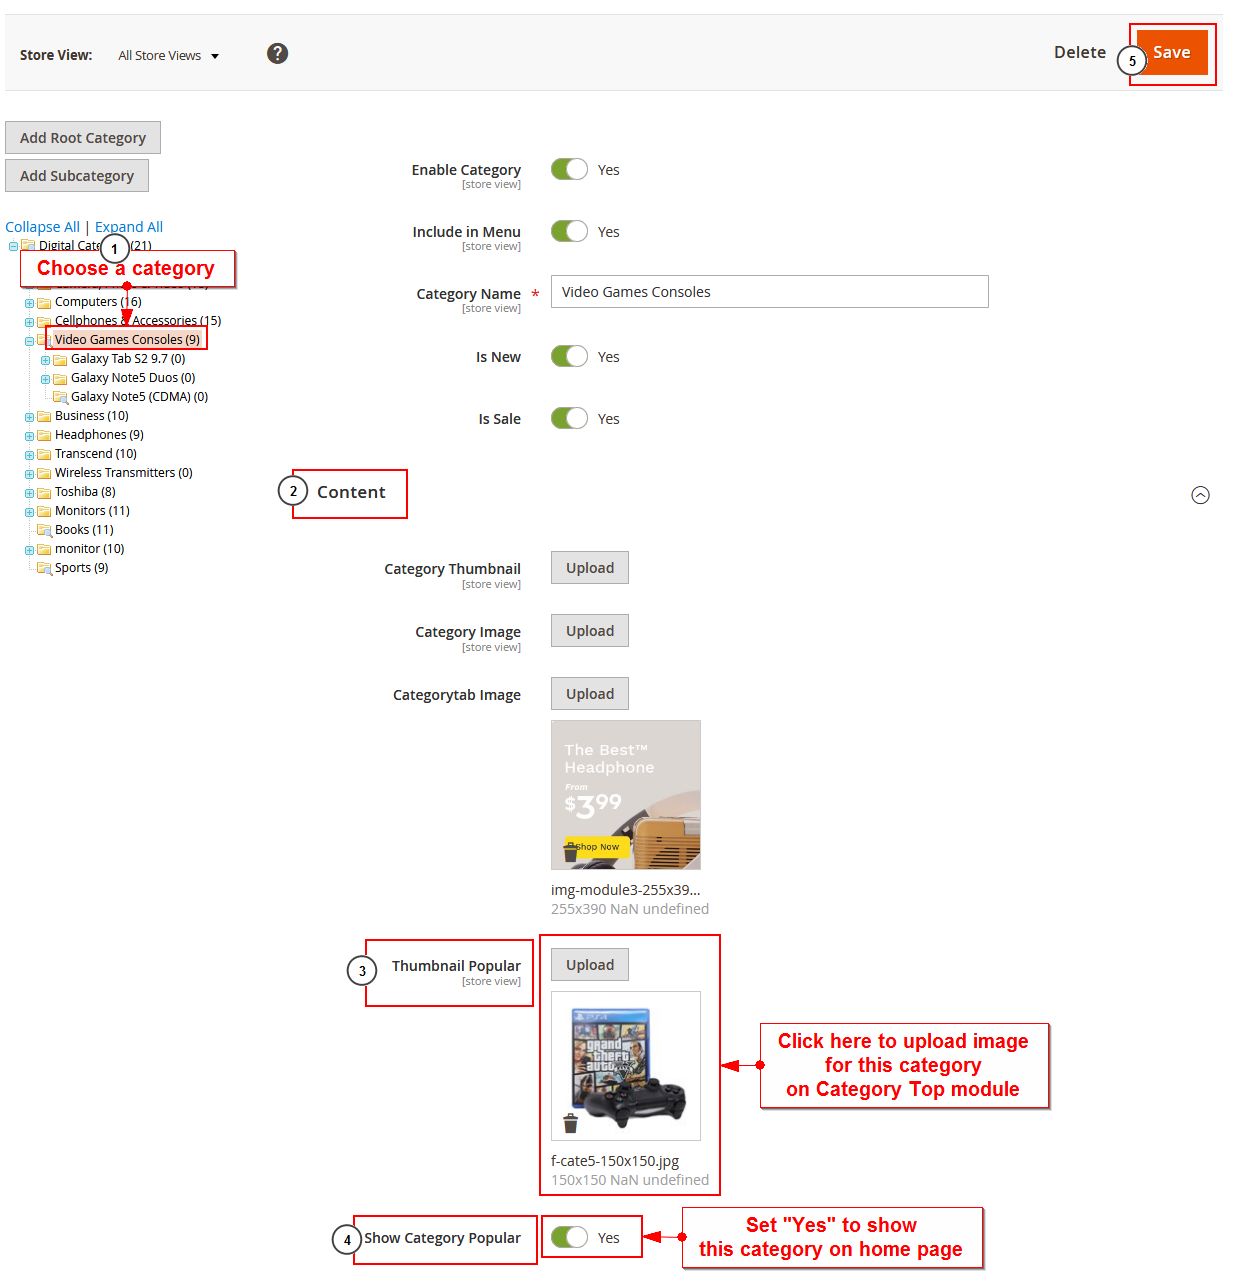 Store View: All Store Views ? Delete Save
5
Add Root Category
Add Subcategory
Collapse All | Expand All
1
(21)
Choose a category
Computers (16)
Cellphones & Accessories (15)
Video Games Consoles (9)
Galaxy Tab S2 9.7 (0)
Galaxy Note5 Duos (0)
Galaxy Note5 (CDMA) (0)
Business (10)
Headphones (9)
Transcend (10)
Wireless Transmitters (0)
Toshiba (8)
Monitors (11)
Books (11)
monitor (10)
Sports (9)
Enable Category
[store view]
Yes
Include in Menu
[store view]
Yes
Category Name *
[store view]
Video Games Consoles
Is New
Yes
Is Sale
Yes
2 Content
Category Thumbnail
[store view]
Upload
Category Image
[store view]
Upload
Categorytab Image
Upload
The Best™
Headphone
From
$399
Shop Now
img-module3-255x39...
255x390 NaN undefined
3 Thumbnail Popular
[store view]
Upload
PS4
grand
theft
auto
V
f-cate5-150x150.jpg
150x150 NaN undefined
Click here to upload image
for this category
on Category Top module
4 Show Category Popular
Yes
Set "Yes" to show
this category on home page